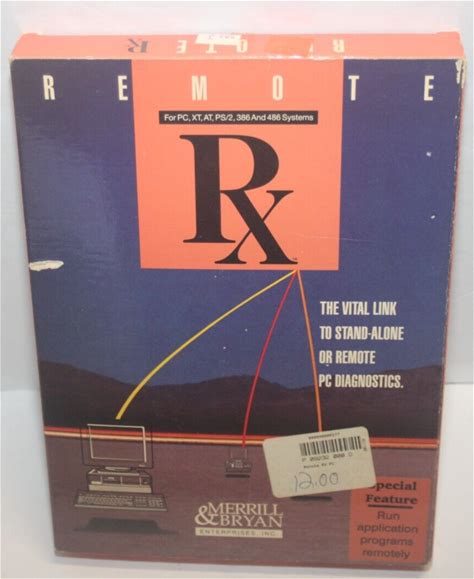 REMOTE
For PC, XT, AT, PS/2, 386 And 486 Systems
Rx
THE VITAL LINK
TO STAND-ALONE
OR REMOTE
PC DIAGNOSTICS.
12.00
MERRILL
& BRYAN
ENTERPRISES INC.
Special
Feature
Run
application
programs
remotely